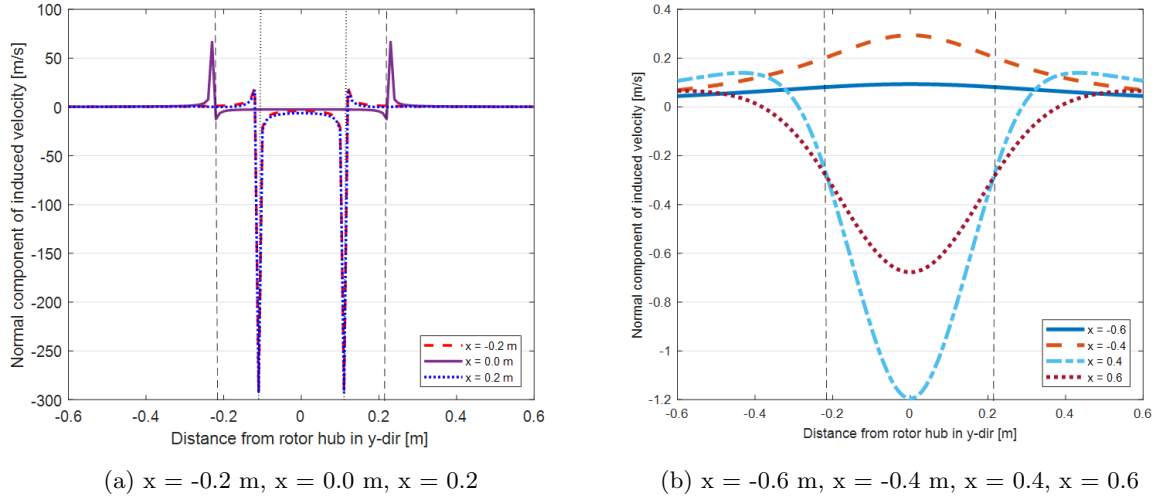 Normal component of induced velocity [m/s]
100
50
0
-50
-100
-150
-200
-250
-300
-0.6
-0.4
-0.2
0
0.2
0.4
0.6
x = -0.2 m
x = 0.0 m
x = 0.2 m
Distance from rotor hub in y-dir [m]
(a) x = -0.2 m, x = 0.0 m, x = 0.2
Normal component of induced velocity [m/s]
0.4
0.2
0
-0.2
-0.4
-0.6
-0.8
-1
-1.2
-0.6
-0.4
-0.2
0
0.2
0.4
0.6
x = -0.6
x = -0.4
x = 0.4
x = 0.6
Distance from rotor hub in y-dir [m]
(b) x = -0.6 m, x = -0.4 m, x = 0.4, x = 0.6